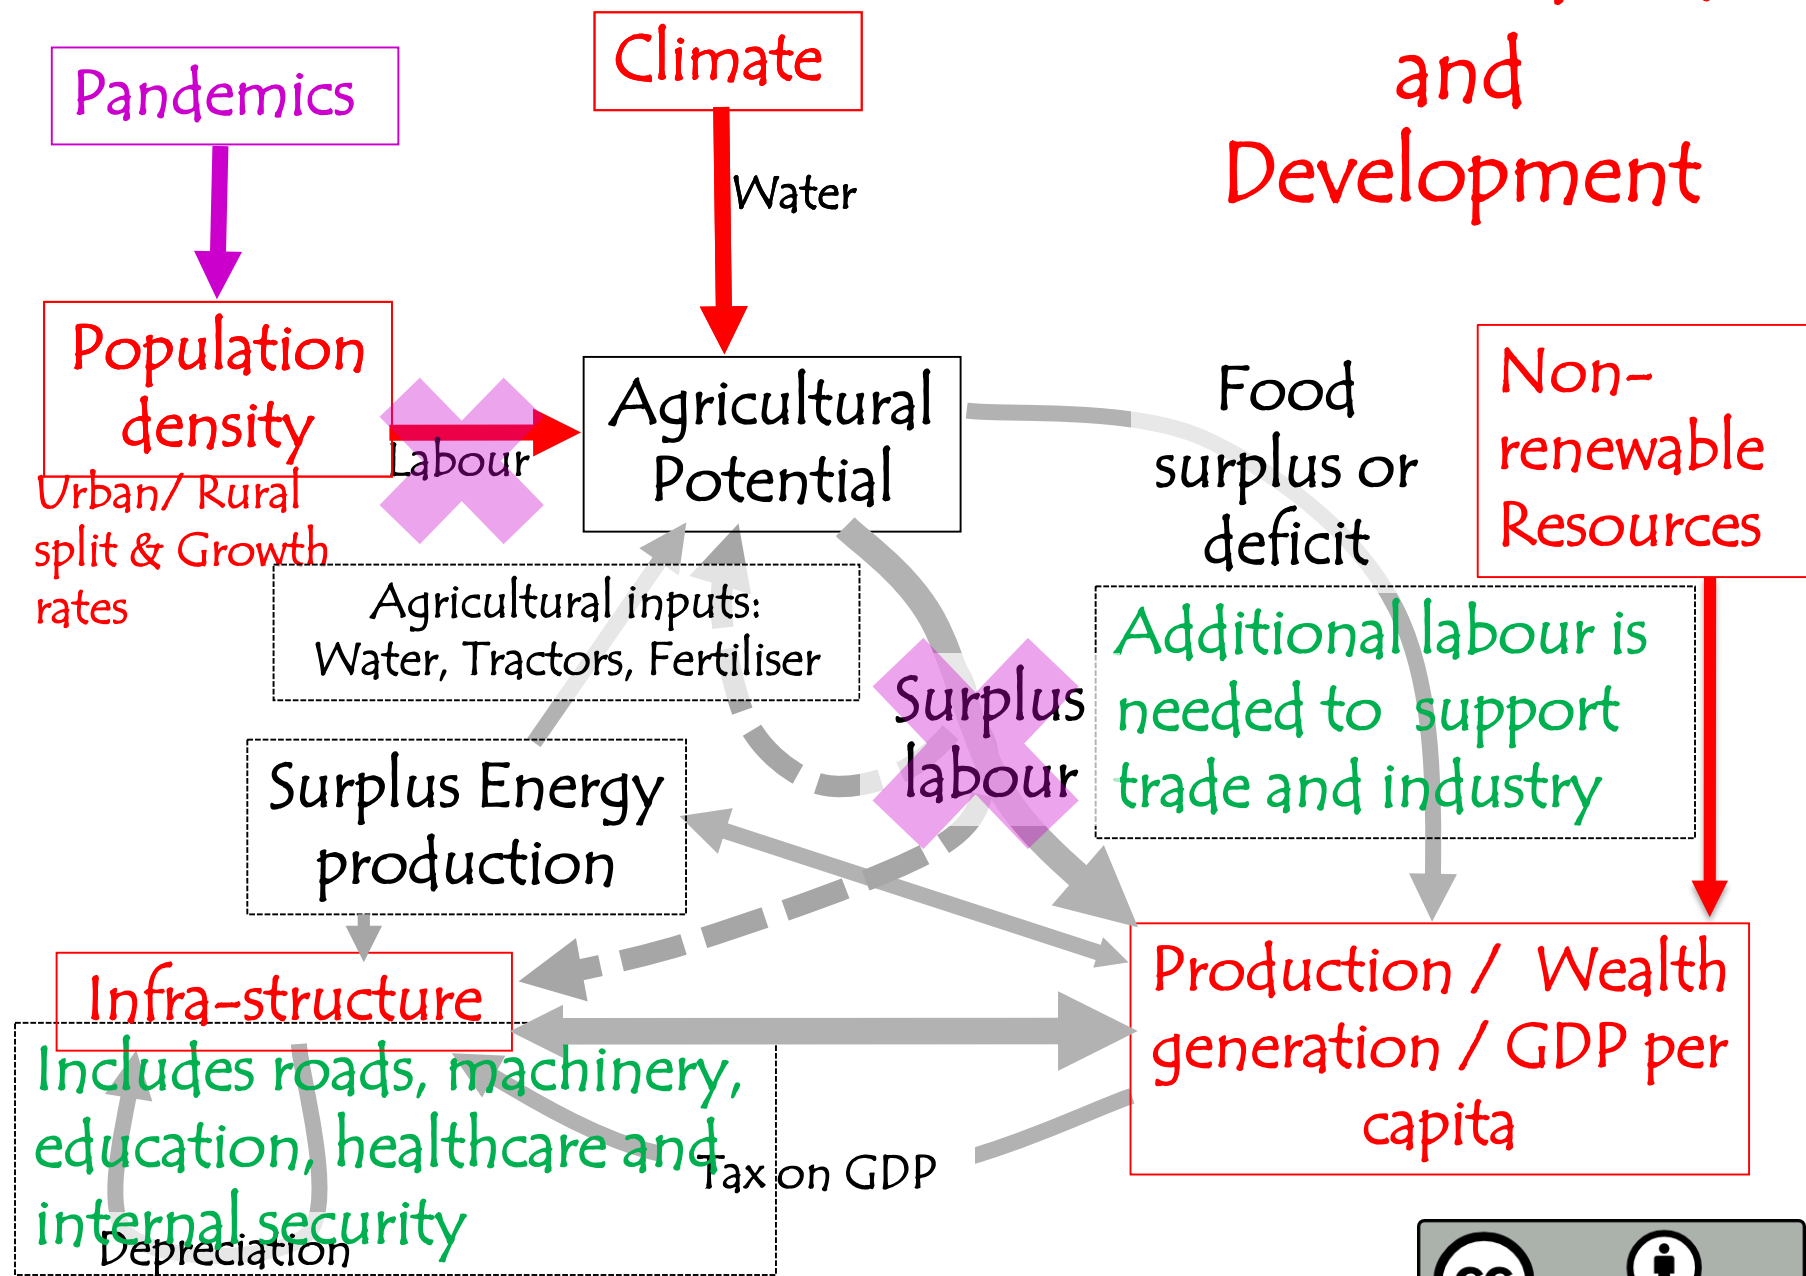 and
Development
Pandemics
Climate
Water
Population
density
Urban/ Rural
split & Growth
rates
Labour
Agricultural
Potential
Food
surplus or
deficit
Non-
renewable
Resources
Agricultural inputs:
Water, Tractors, Fertiliser
Surplus
labour
Additional labour is
needed to support
trade and industry
Surplus Energy
production
Infra-structure
Includes roads, machinery,
education, healthcare and
internal security
Depreciation
Tax on GDP
Production / Wealth
generation / GDP per
capita
cc